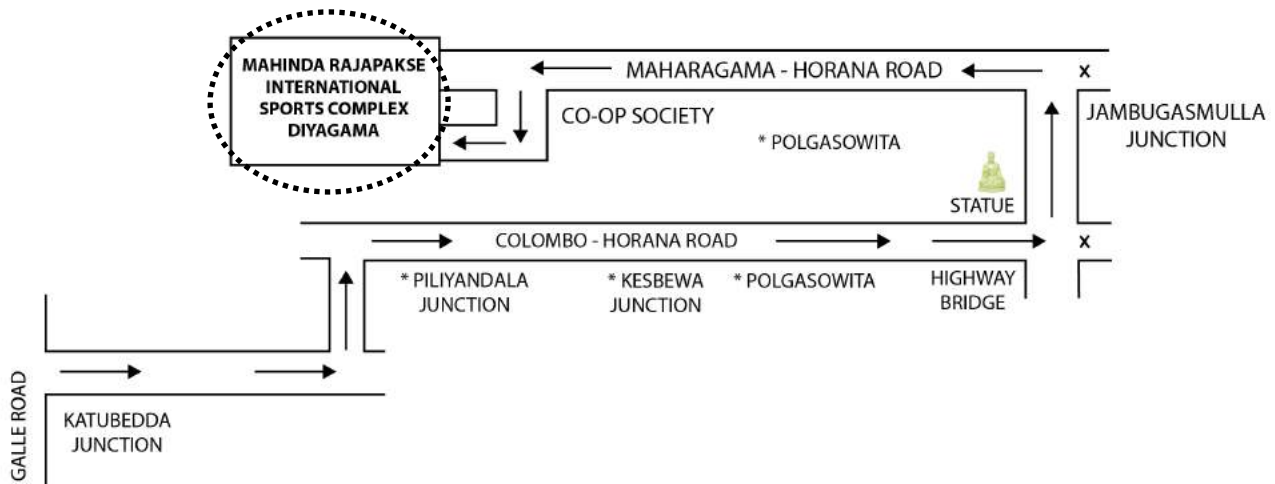 MAHINDA RAJAPAKSE
INTERNATIONAL
SPORTS COMPLEX
DIYAGAMA
MAHARAGAMA - HORANA ROAD
x
JAMBUGASMULLA
JUNCTION
CO-OP SOCIETY
* POLGASOWITA
STATUE
COLOMBO - HORANA ROAD
x
* PILIYANDALA
JUNCTION
* KESBEWA
JUNCTION
* POLGASOWITA
HIGHWAY
BRIDGE
GALLE ROAD
KATUBEDDA
JUNCTION